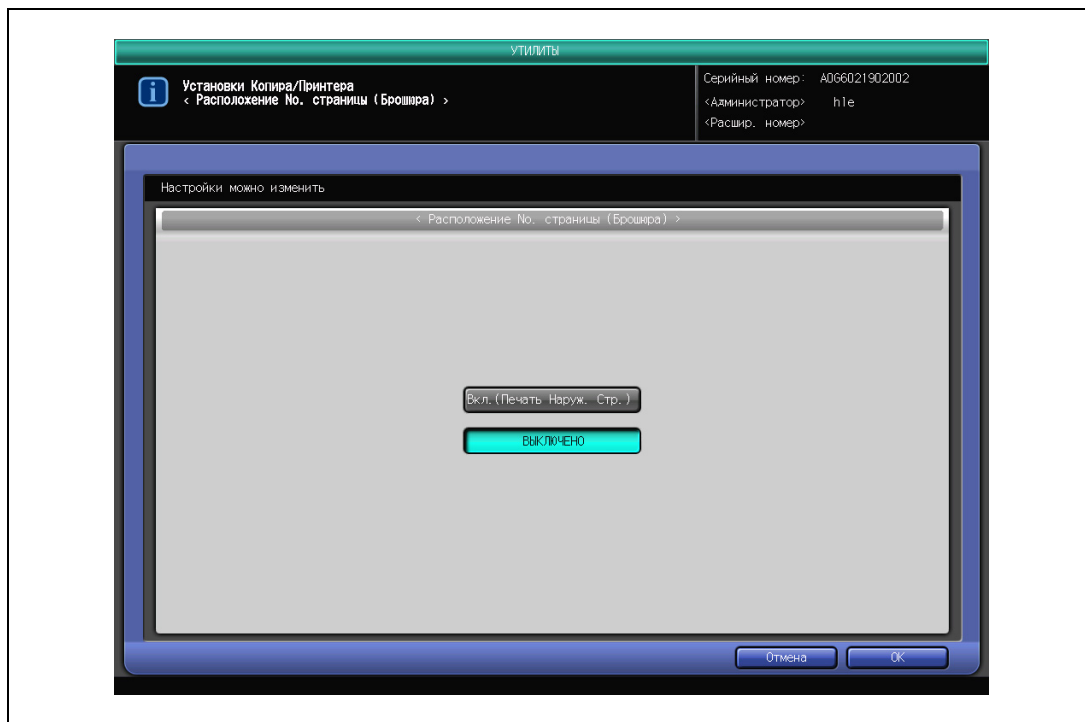 УТИЛИТЫ
Установки Копира/Принтера
< Расположение No. страницы (Брошюра) >
Серийный номер: A0G6021902002
<Администратор> hle
<Расшир. номер>
Настройки можно изменить
< Расположение No. страницы (Брошюра) >
Вкл.(Печать Наруж. Стр.)
ВЫКЛЮЧЕНО
Отмена
OK